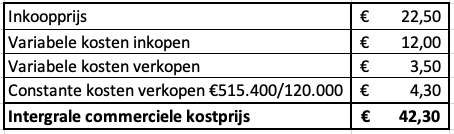 Inkoopprijs € 22,50
Variabele kosten inkopen € 12,00
Variabele kosten verkopen € 3,50
Constante kosten verkopen €515.400/120.000 € 4,30
Intergrale commerciele kostprijs € 42,30